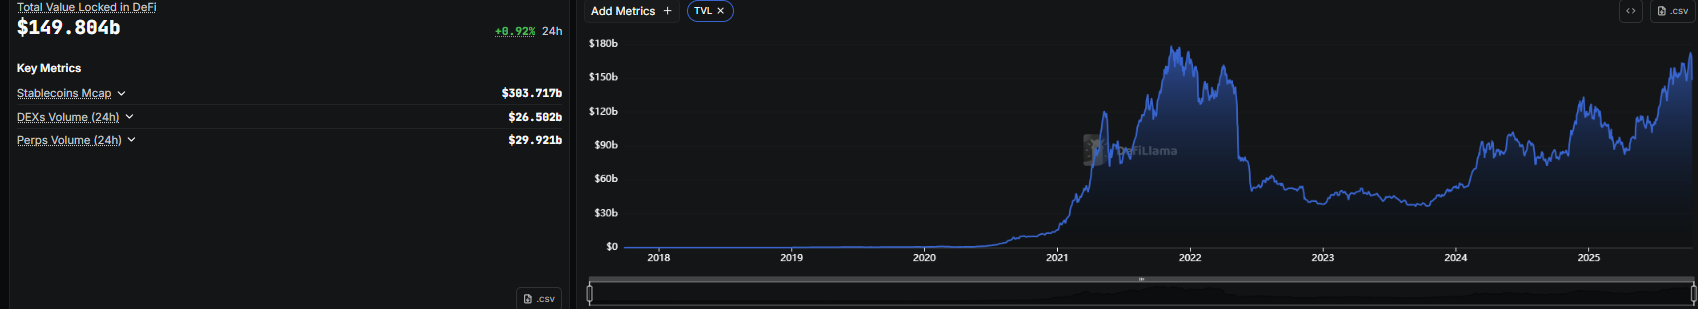 Total Value Locked in DeFi
$149.804b
+0.92% 24h
Key Metrics
Stablecoins Mcap
$303.717b
DEXs Volume (24h)
$26.502b
Perps Volume (24h)
$29.921b
.csv
Add Metrics +
TVL ×
<>
.csv
$180b
$150b
$120b
$90b
$60b
$30b
$0
DefiLlama
2018 2019 2020 2021 2022 2023 2024 2025